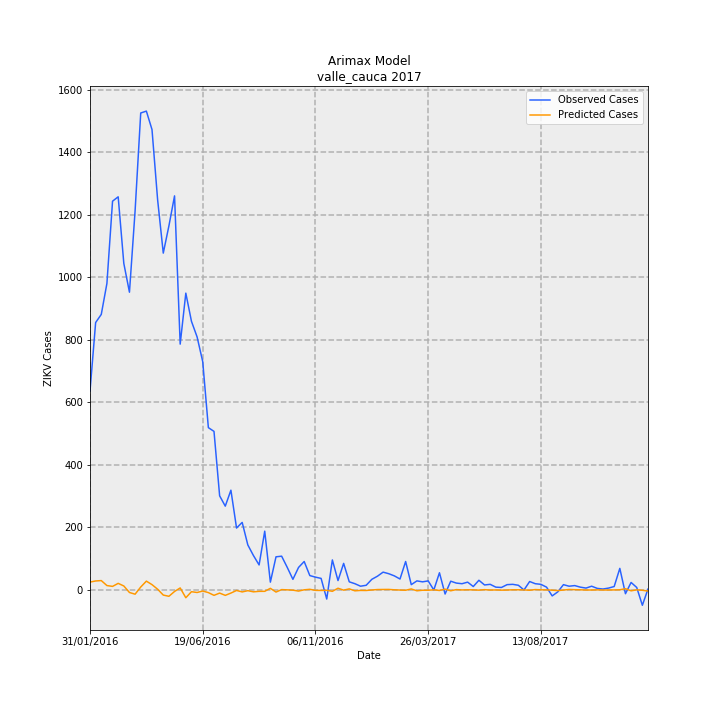 Arimax Model
valle_cauca 2017
Observed Cases
Predicted Cases
1600
1400
1200
1000
800
600
400
200
0
ZIKV Cases
31/01/2016
19/06/2016
06/11/2016
26/03/2017
13/08/2017
Date